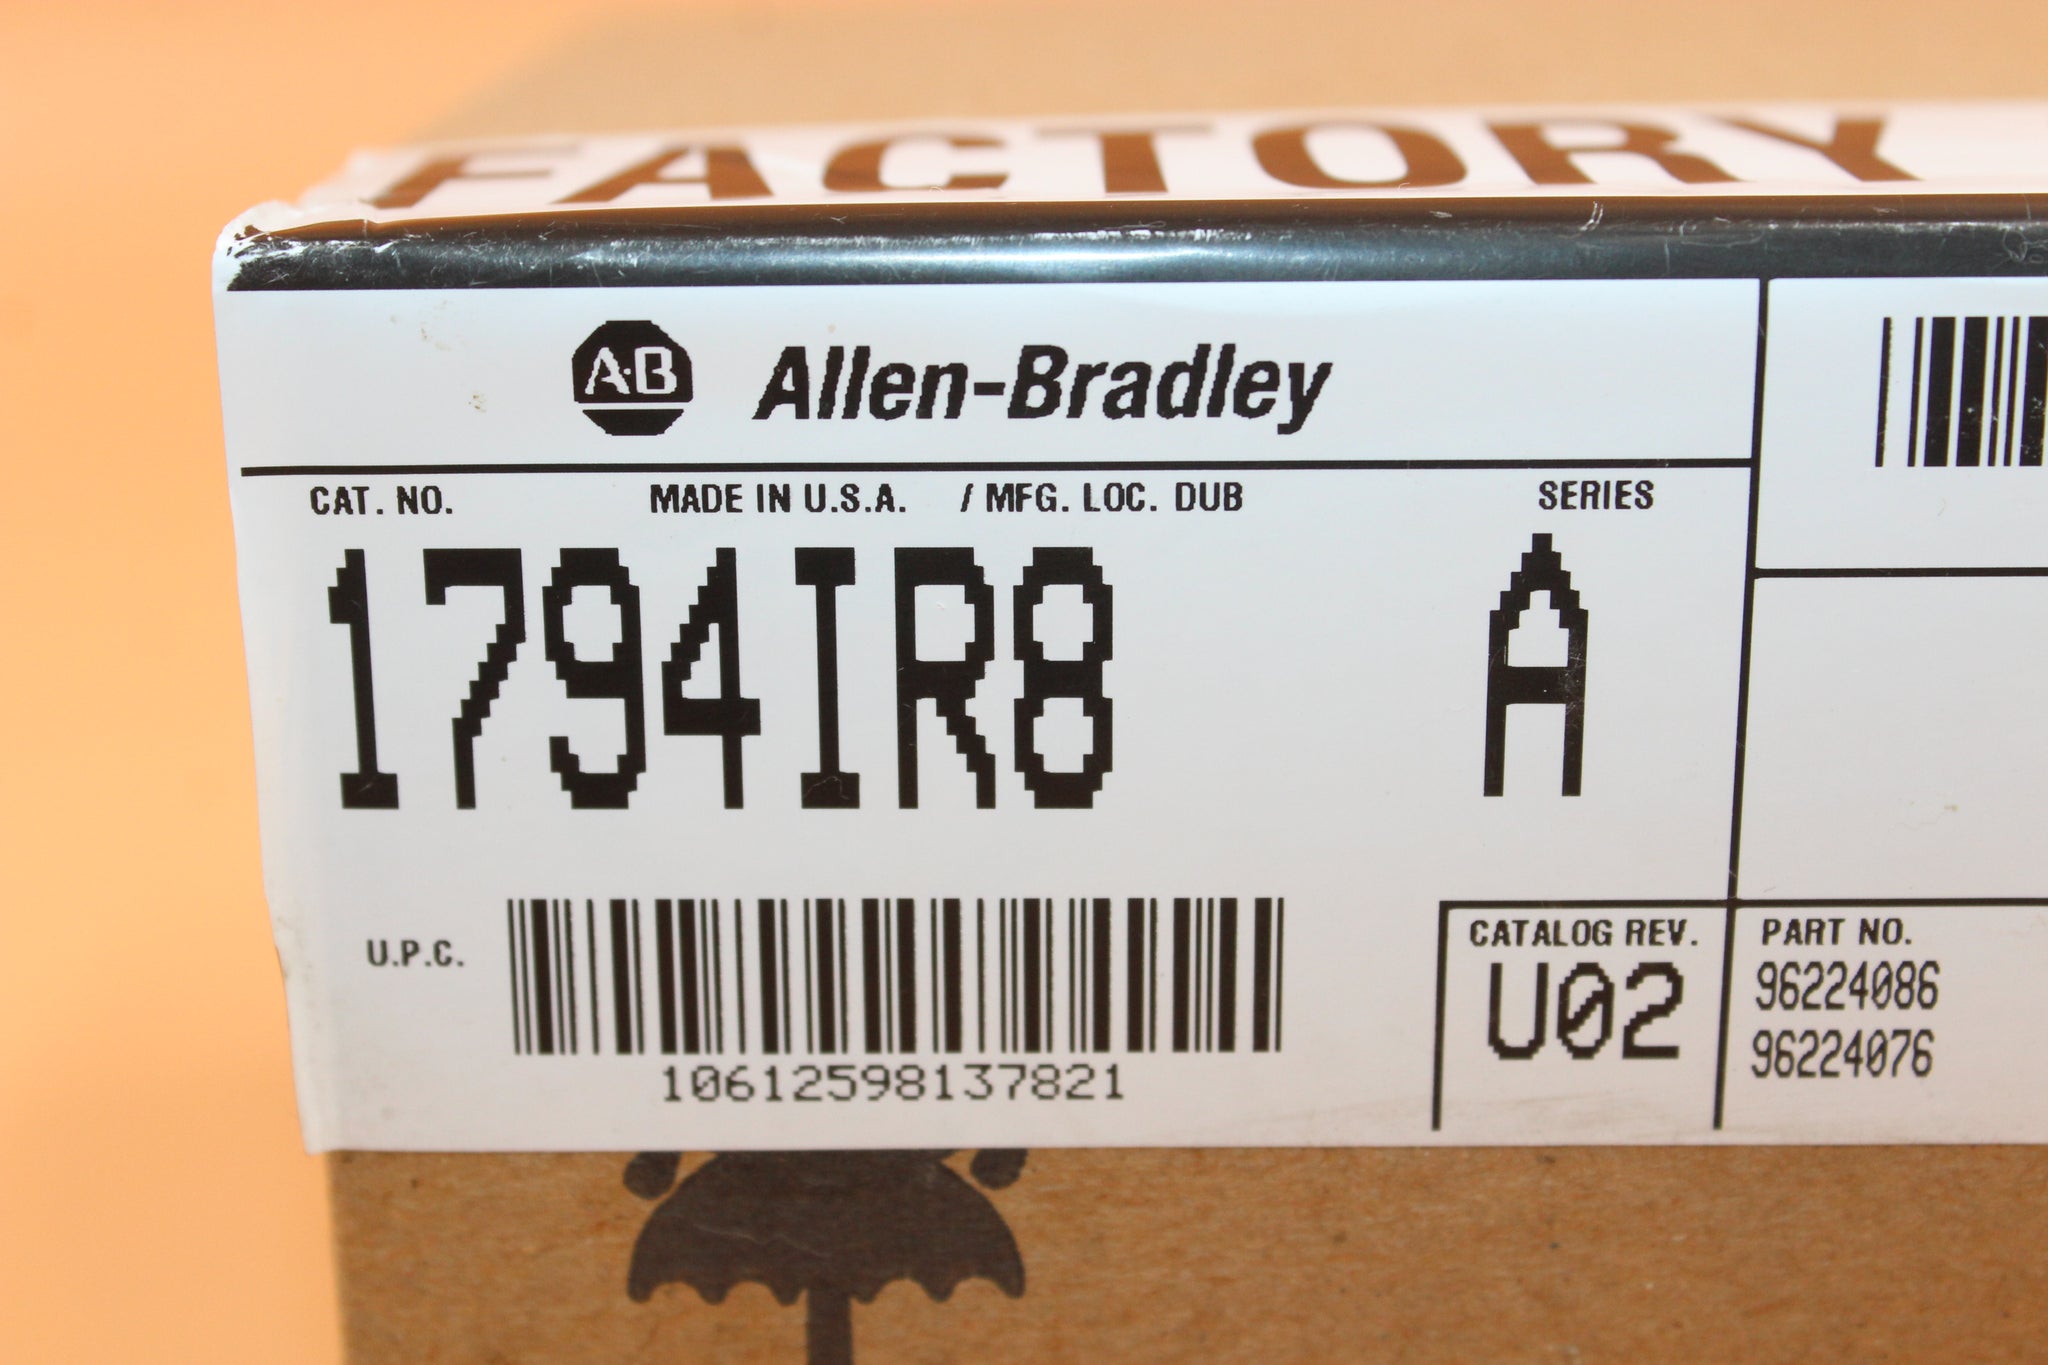 FACTORY
A·B Allen-Bradley
CAT. NO. MADE IN U.S.A. / MFG. LOC. DUB SERIES
1794IR8 A
U.P.C.
10612598137821
CATALOG REV.
U02
PART NO.
96224086
96224076